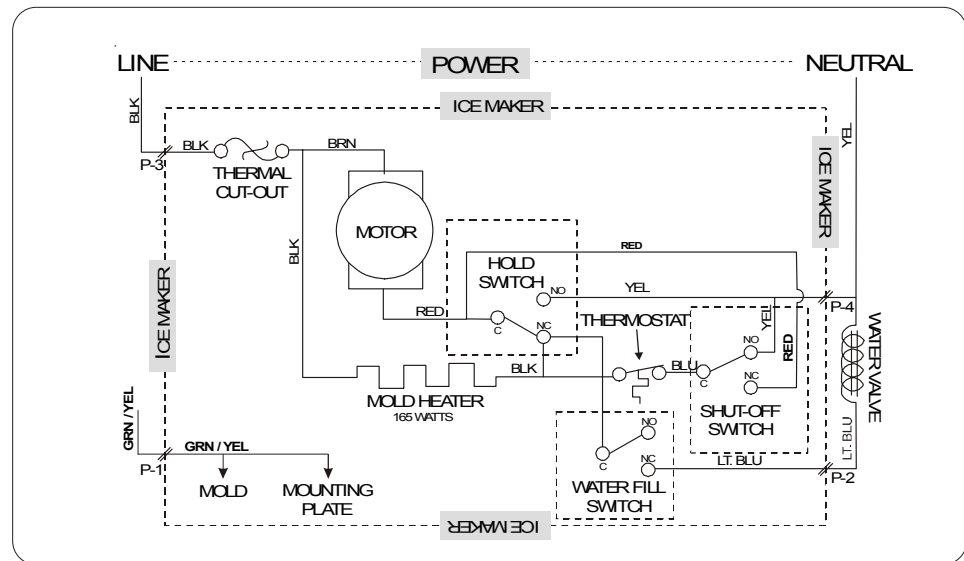 LINE
POWER
NEUTRAL
BLK
ICE MAKER
YEL
BLK
BRN
P-3
THERMAL
CUT-OUT
ICE MAKER
MOTOR
BLK
HOLD
SWITCH
RED
NO
YEL
P-4
ICE MAKER
RED
C
NC
THERMOSTAT
YEL
RED
WATER VALVE
NO
BLK
BLU
C
NC
MOLD HEATER
165 WATTS
SHUT-OFF
SWITCH
GRN /YEL
GRN / YEL
NO
C
NC
LT. BLU
LT. BLU
P-1
P-2
MOLD
MOUNTING
PLATE
WATER FILL
SWITCH
ICE MAKER